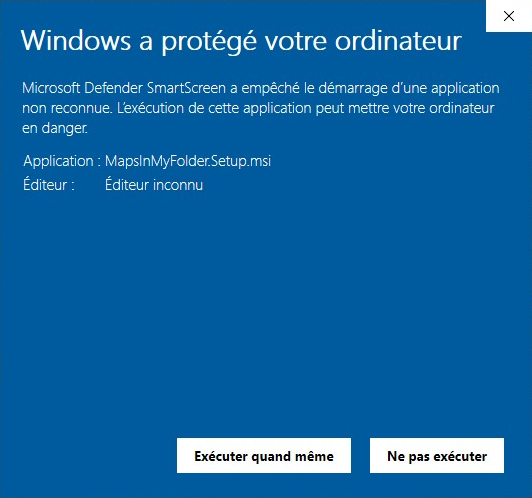 Windows a protégé votre ordinateur
Microsoft Defender SmartScreen a empêché le démarrage d'une application
non reconnue. L'exécution de cette application peut mettre votre ordinateur
en danger.
Application : MapsInMyFolder.Setup.msi
Éditeur : Éditeur inconnu
Exécuter quand même
Ne pas exécuter